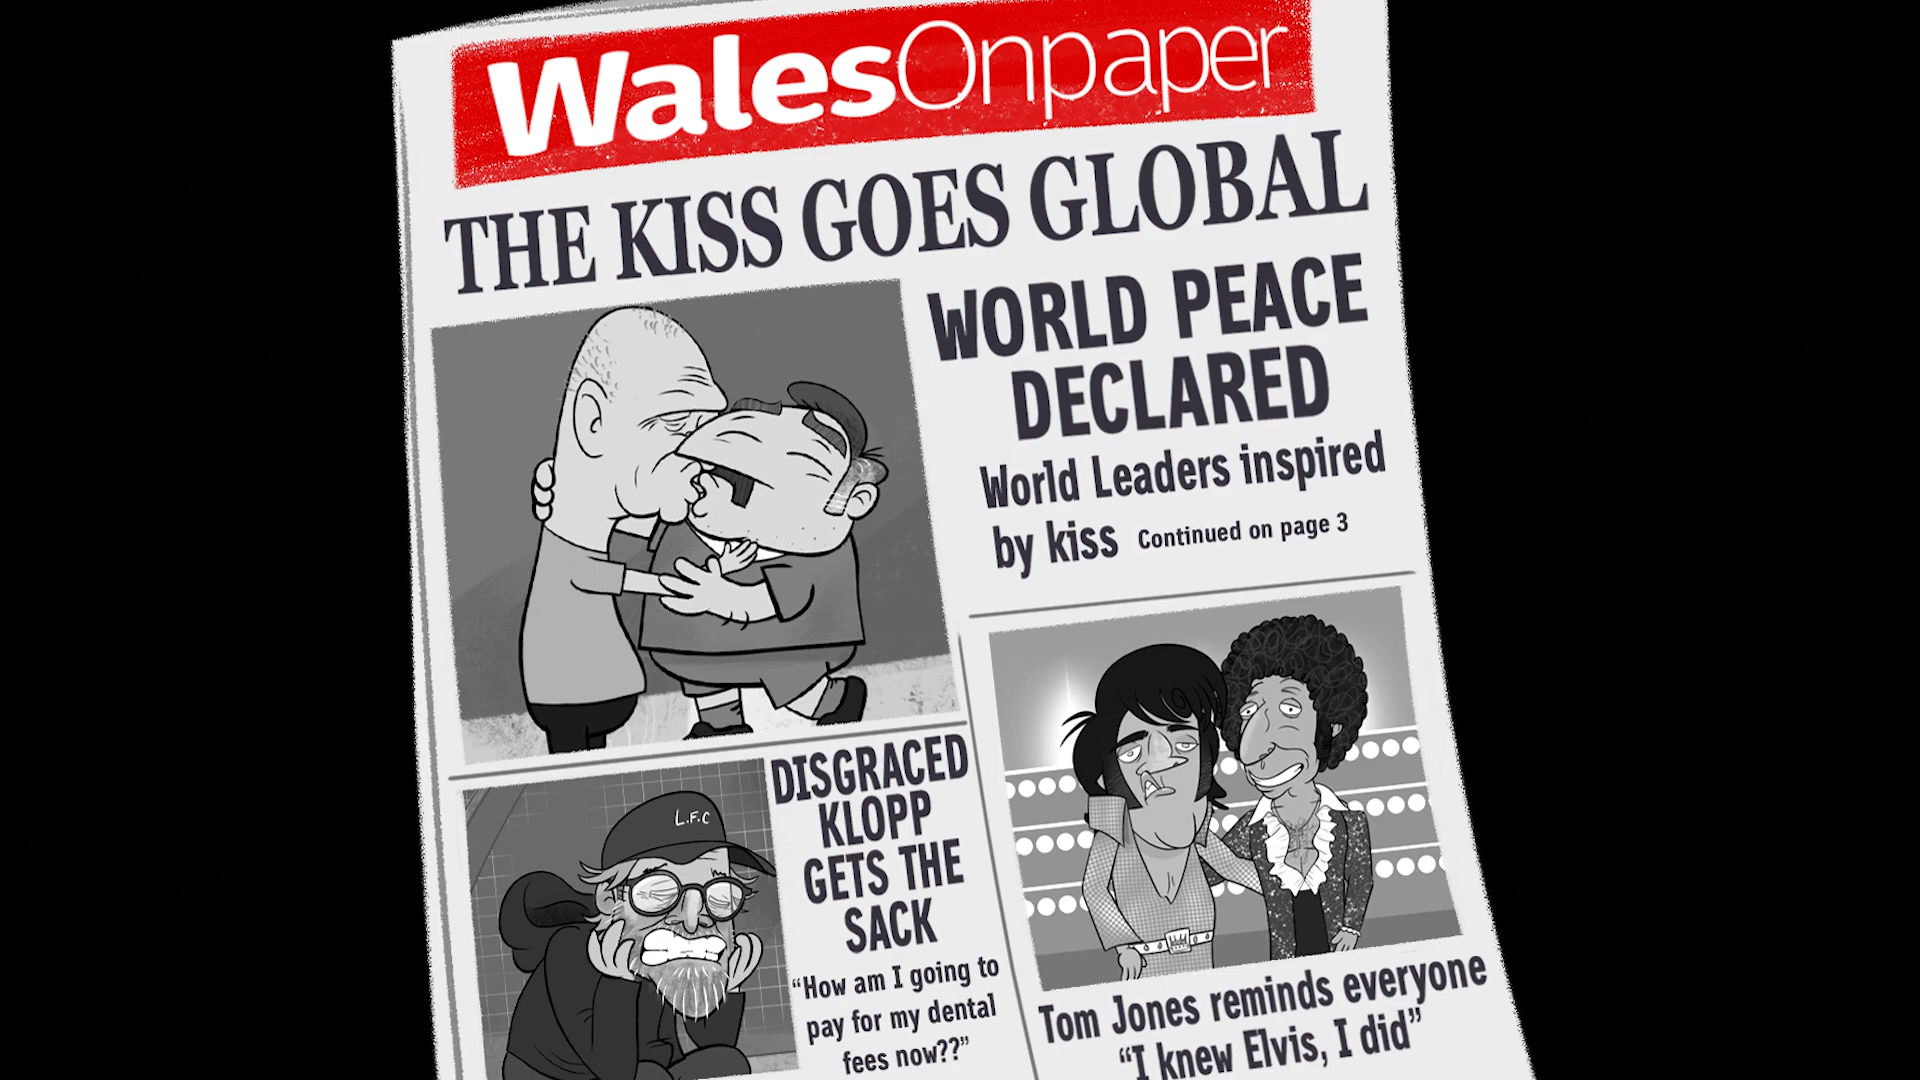 WalesOnpaper
THE KISS GOES GLOBAL
WORLD PEACE
DECLARED
World Leaders inspired
by kiss Continued on page 3
L.F.C
DISGRACED
KLOPP
GETS THE
SACK
“How am I going to
pay for my dental
fees now??”
Tom Jones reminds everyone
“I knew Elvis, I did”